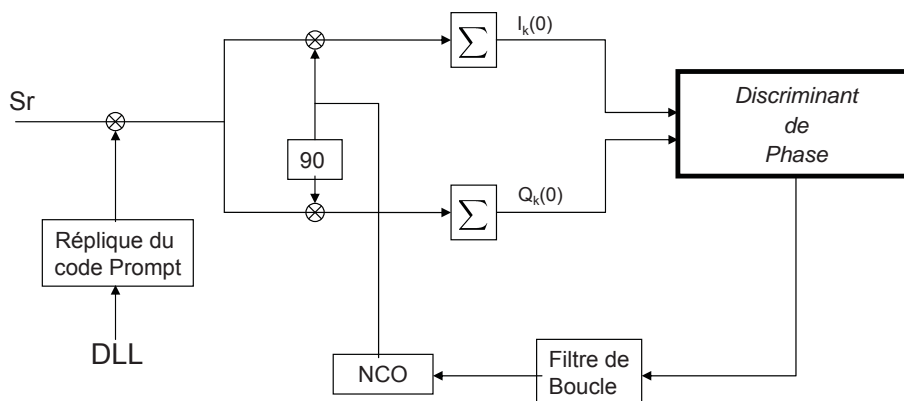 I_k(0)
Sr
Discriminant
de
Phase
90
Q_k(0)
Réplique du
code Prompt
DLL
NCO
Filtre de
Boucle
Σ
Σ